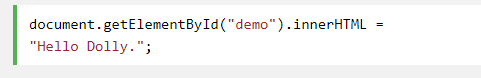 document.getElementById("demo").innerHTML =
"Hello Dolly.";